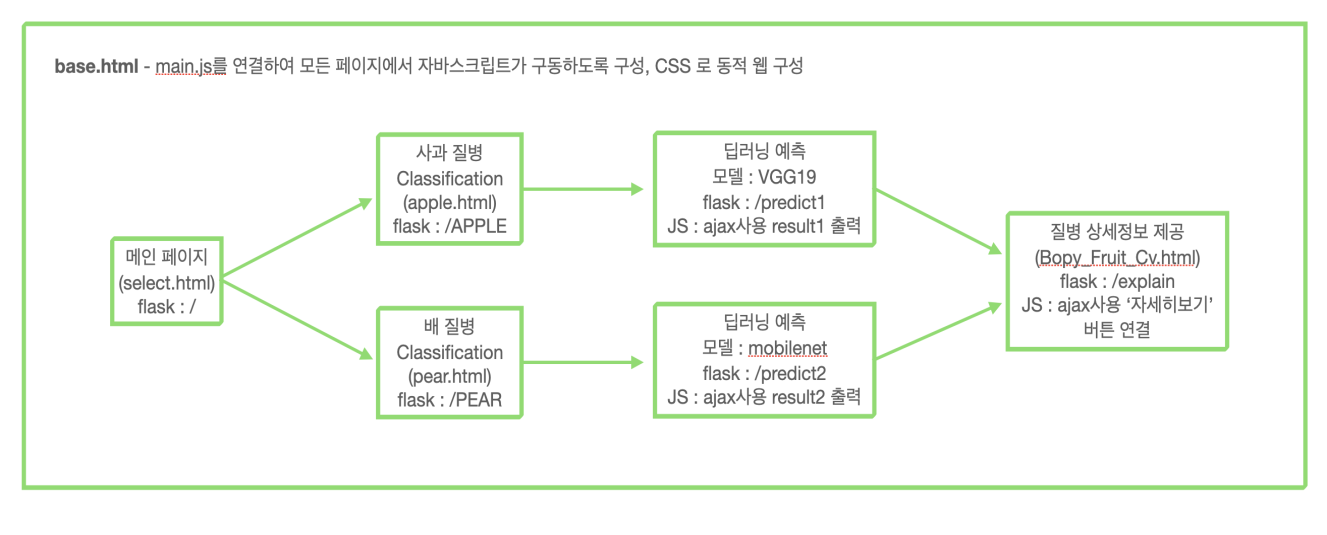 base.html - main.js를 연결하여 모든 페이지에서 자바스크립트가 구동하도록 구성, CSS 로 동적 웹 구성
메인 페이지
(select.html)
flask : /
사과 질병
Classification
(apple.html)
flask : /APPLE
딥러닝 예측
모델 : VGG19
flask : /predict1
JS : ajax사용 result1 출력
배 질병
Classification
(pear.html)
flask : /PEAR
딥러닝 예측
모델 : mobilenet
flask : /predict2
JS : ajax사용 result2 출력
질병 상세정보 제공
(Bopy_Fruit_Cv.html)
flask : /explain
JS : ajax사용 ‘자세히보기’
버튼 연결